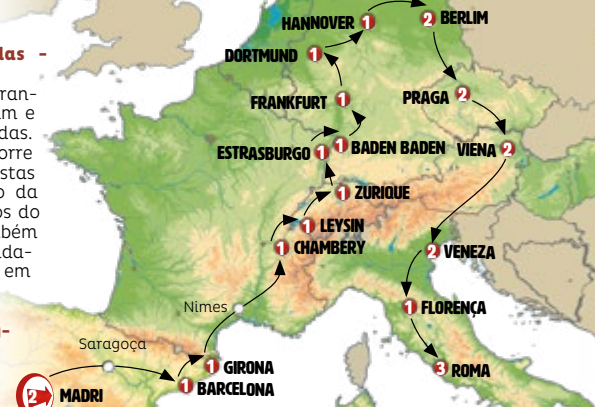 das -
ran-
m e
das.
orre
stas
o da
os do
bém
da-
em
-
HANNOVER 1
2 BERLIM
DORTMUND 1
FRANKFURT 1
PRAGA 2
ESTRASBURGO 1
1 BADEN BADEN
VIENA 2
1 ZURIQUE
1 LEYSIN
1 CHAMBÉRY
2 VENEZA
Nimes
1 FLORENÇA
Saragoça
1 GIRONA
3 ROMA
2 MADRI
1 BARCELONA